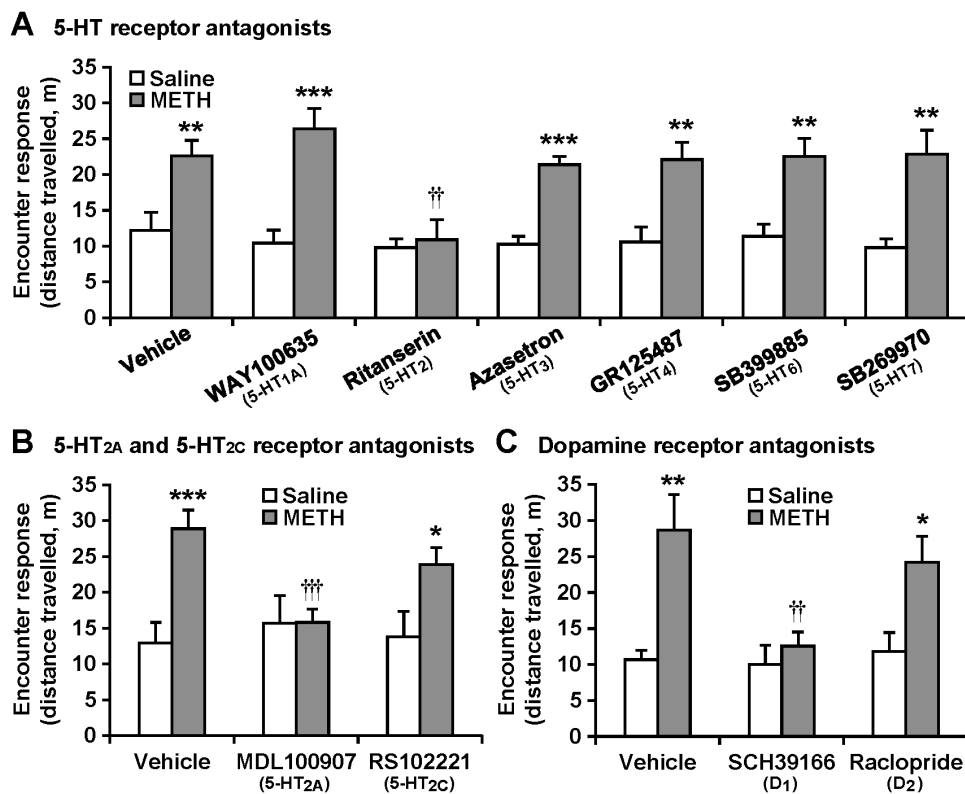 A 5-HT receptor antagonists
Encounter response
(distance travelled, m)
35
30
25
20
15
10
5
0
Saline
METH
**
***
††
***
**
**
**
Vehicle
WAY100635
(5-HT1A)
Ritanserin
(5-HT2)
Azasetron
(5-HT3)
GR125487
(5-HT4)
SB399885
(5-HT6)
SB269970
(5-HT7)
B 5-HT2A and 5-HT2C receptor antagonists
Encounter response
(distance travelled, m)
35
30
25
20
15
10
5
0
Saline
METH
***
†††
*
Vehicle
MDL100907
(5-HT2A)
RS102221
(5-HT2C)
C Dopamine receptor antagonists
Encounter response
(distance travelled, m)
35
30
25
20
15
10
5
0
Saline
METH
**
††
*
Vehicle
SCH39166
(D1)
Raclopride
(D2)